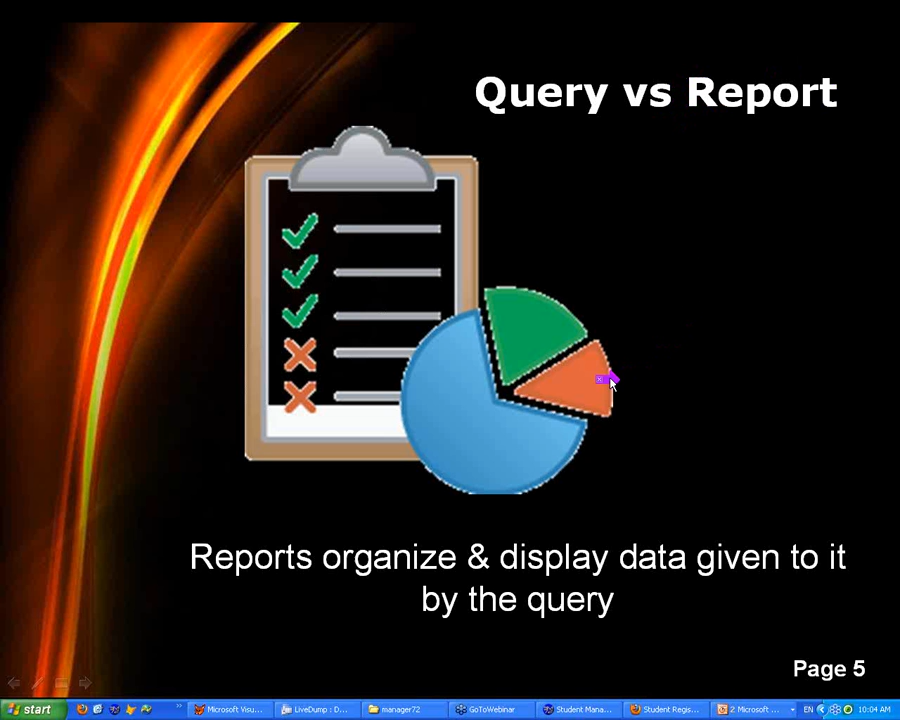 Query vs Report
Reports organize & display data given to it
by the query
Page 5
start
Microsoft Visu...
LiveDump : D...
manager72
GoToWebinar
Student Mana...
Student Regis...
2 Microsoft ...
EN
10:04 AM